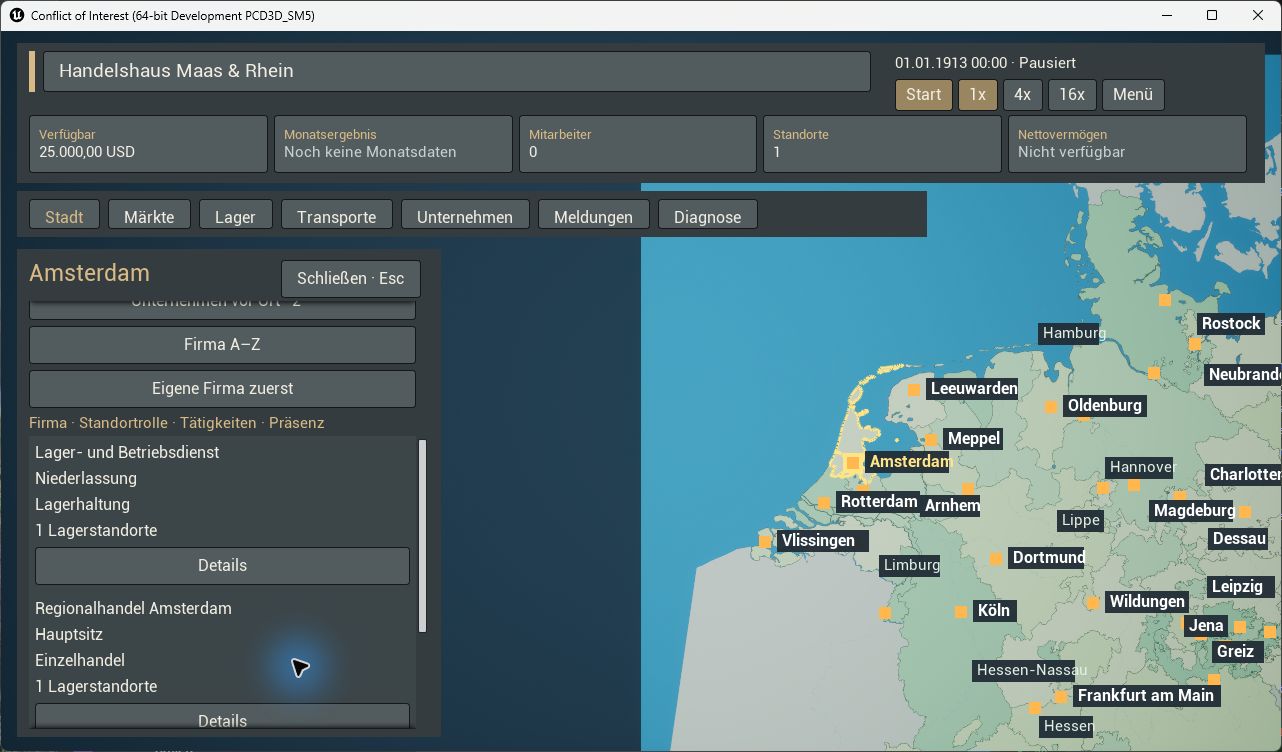 Conflict of Interest (64-bit Development PCD3D_SM5)
Handelshaus Maas & Rhein
01.01.1913 00:00 · Pausiert
Start
1x
4x
16x
Menü
Verfügbar
25.000,00 USD
Monatsergebnis
Noch keine Monatsdaten
Mitarbeiter
0
Standorte
1
Nettovermögen
Nicht verfügbar
Stadt
Märkte
Lager
Transporte
Unternehmen
Meldungen
Diagnose
Amsterdam
Schließen · Esc
Unternehmen vor Ort · 2
Firma A–Z
Eigene Firma zuerst
Firma · Standortrolle · Tätigkeiten · Präsenz
Lager- und Betriebsdienst
Niederlassung
Lagerhaltung
1 Lagerstandorte
Details
Regionalhandel Amsterdam
Hauptsitz
Einzelhandel
1 Lagerstandorte
Details
Rostock
Hamburg
Neubrand
Leeuwarden
Oldenburg
Meppel
Amsterdam
Hannover
Charlotten
Rotterdam
Arnhem
Magdeburg
Lippe
Vlissingen
Dessau
Dortmund
Limburg
Leipzig
Wildungen
Köln
Jena
Greiz
Hessen-Nassau
Frankfurt am Main
Hessen